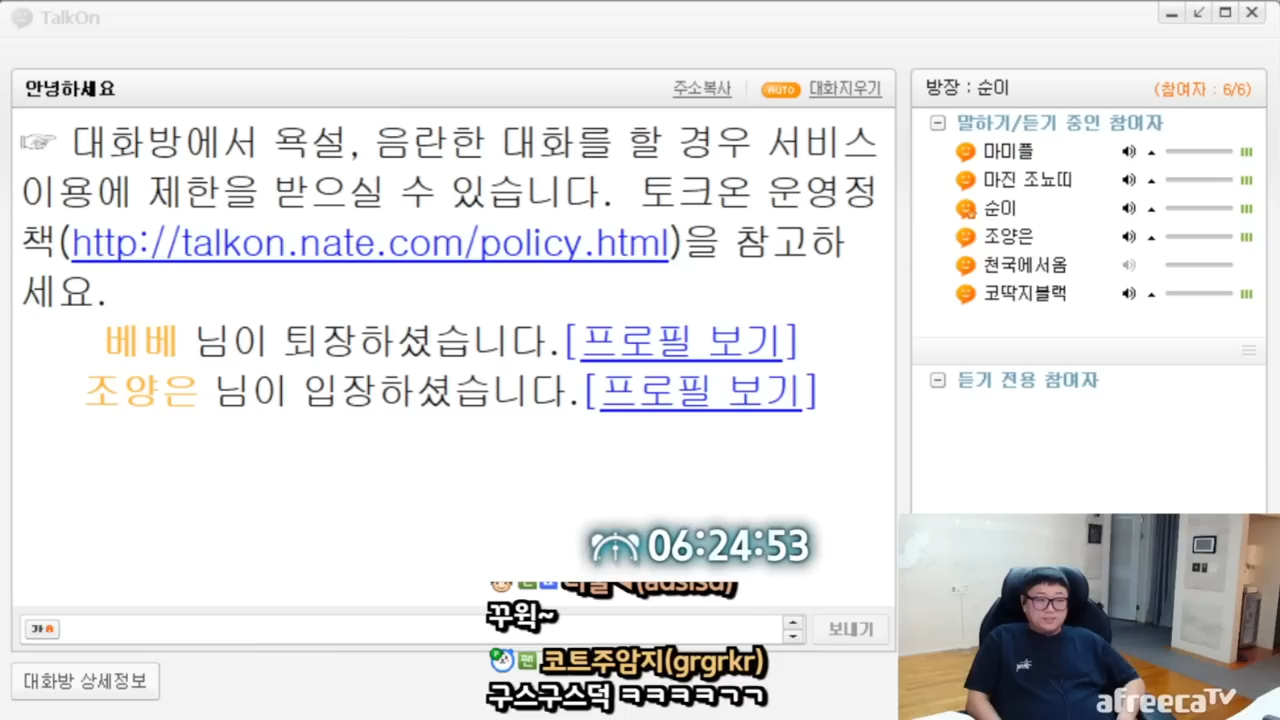 TalkOn
안녕하세요
주소복사
AUTO 대화지우기
☞ 대화방에서 욕설, 음란한 대화를 할 경우 서비스
이용에 제한을 받으실 수 있습니다. 토크온 운영정
책(http://talkon.nate.com/policy.html)을 참고하
세요.
베베 님이 퇴장하셨습니다.[프로필 보기]
조양은 님이 입장하셨습니다.[프로필 보기]
06:24:53
꾸웍~
팬 코트주암지(grgrkr)
구스구스덕 ㅋㅋㅋㅋㄱㄱ
가
보내기
대화방 상세정보
방장 : 순이
(참여자 : 6/6)
말하기/듣기 중인 참여자
마미플
마진 조뇨띠
순이
조양은
천국에서옴
코딱지블랙
듣기 전용 참여자
afreecaTV